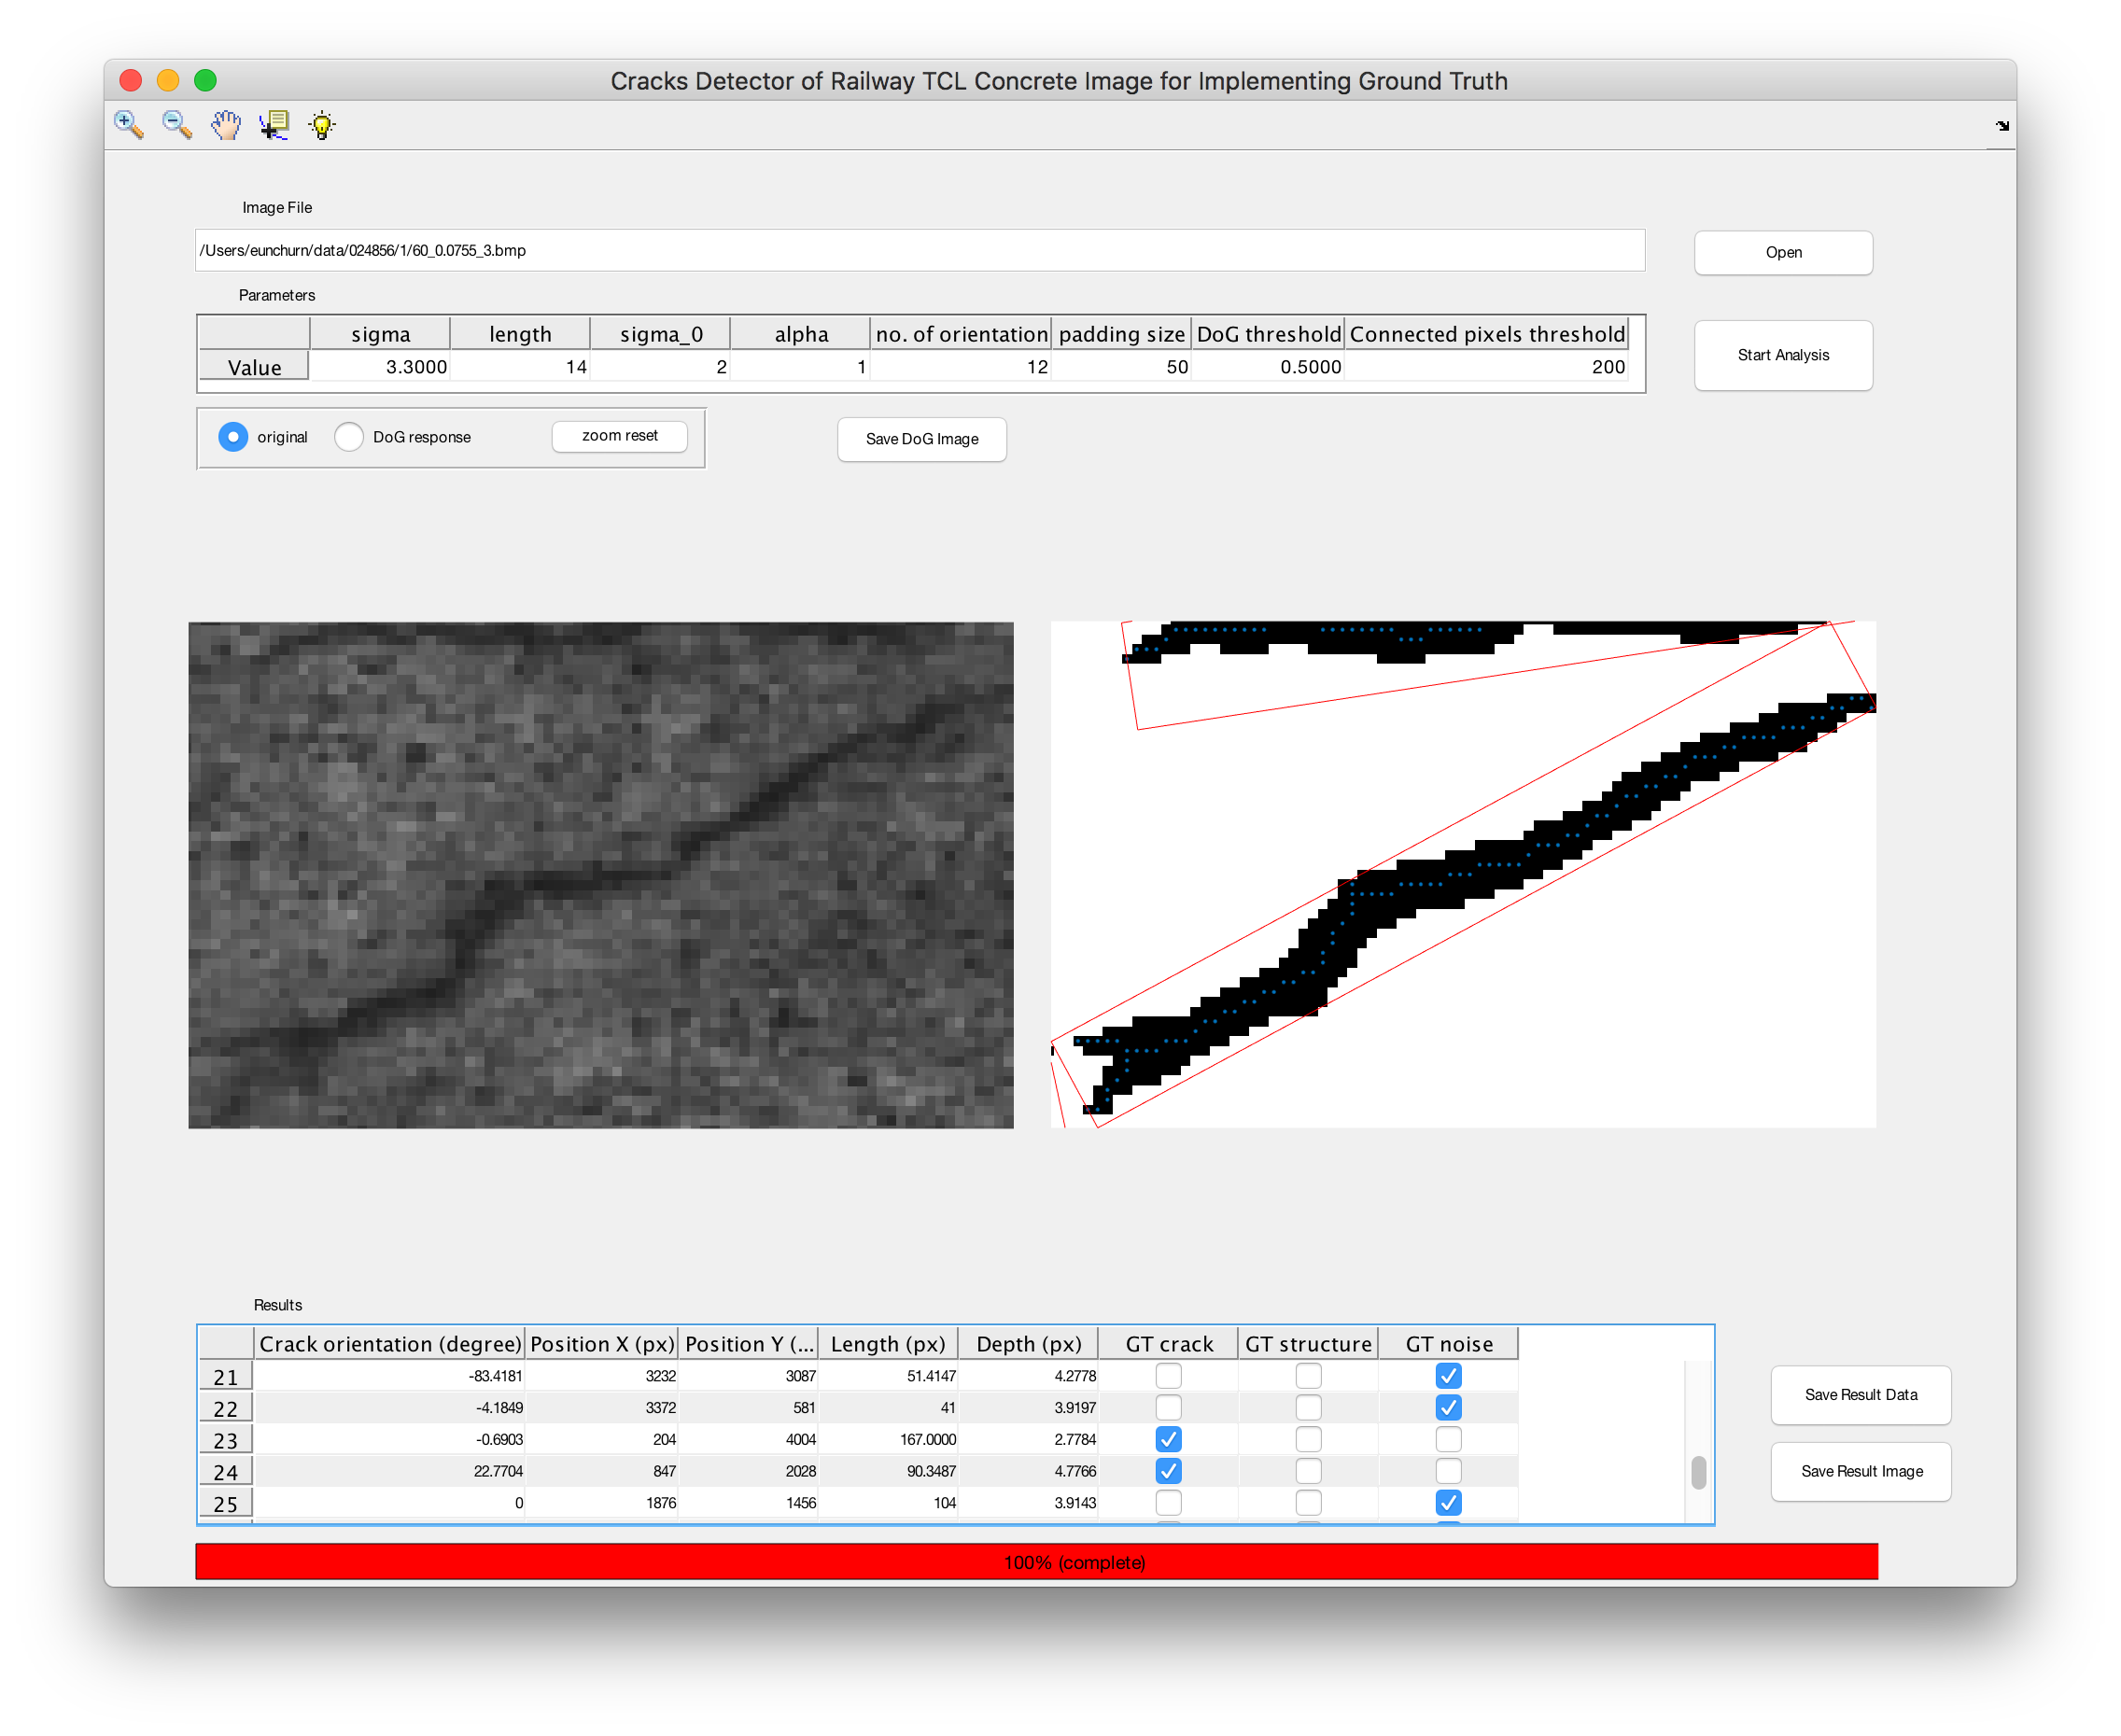 Cracks Detector of Railway TCL Concrete Image for Implementing Ground Truth
Image File
/Users/eunchurn/data/024856/1/60_0.0755_3.bmp
Open
Parameters
sigma length sigma_0 alpha no. of orientation padding size DoG threshold Connected pixels threshold
Value 3.3000 14 2 1 12 50 0.5000 200
Start Analysis
original DoG response zoom reset Save DoG Image
Results
Crack orientation (degree) Position X (px) Position Y (... Length (px) Depth (px) GT crack GT structure GT noise
21 -83.4181 3232 3087 51.4147 4.2778
22 -4.1849 3372 581 41 3.9197
23 -0.6903 204 4004 167.0000 2.7784
24 22.7704 847 2028 90.3487 4.7766
25 0 1876 1456 104 3.9143
Save Result Data
Save Result Image
100% (complete)